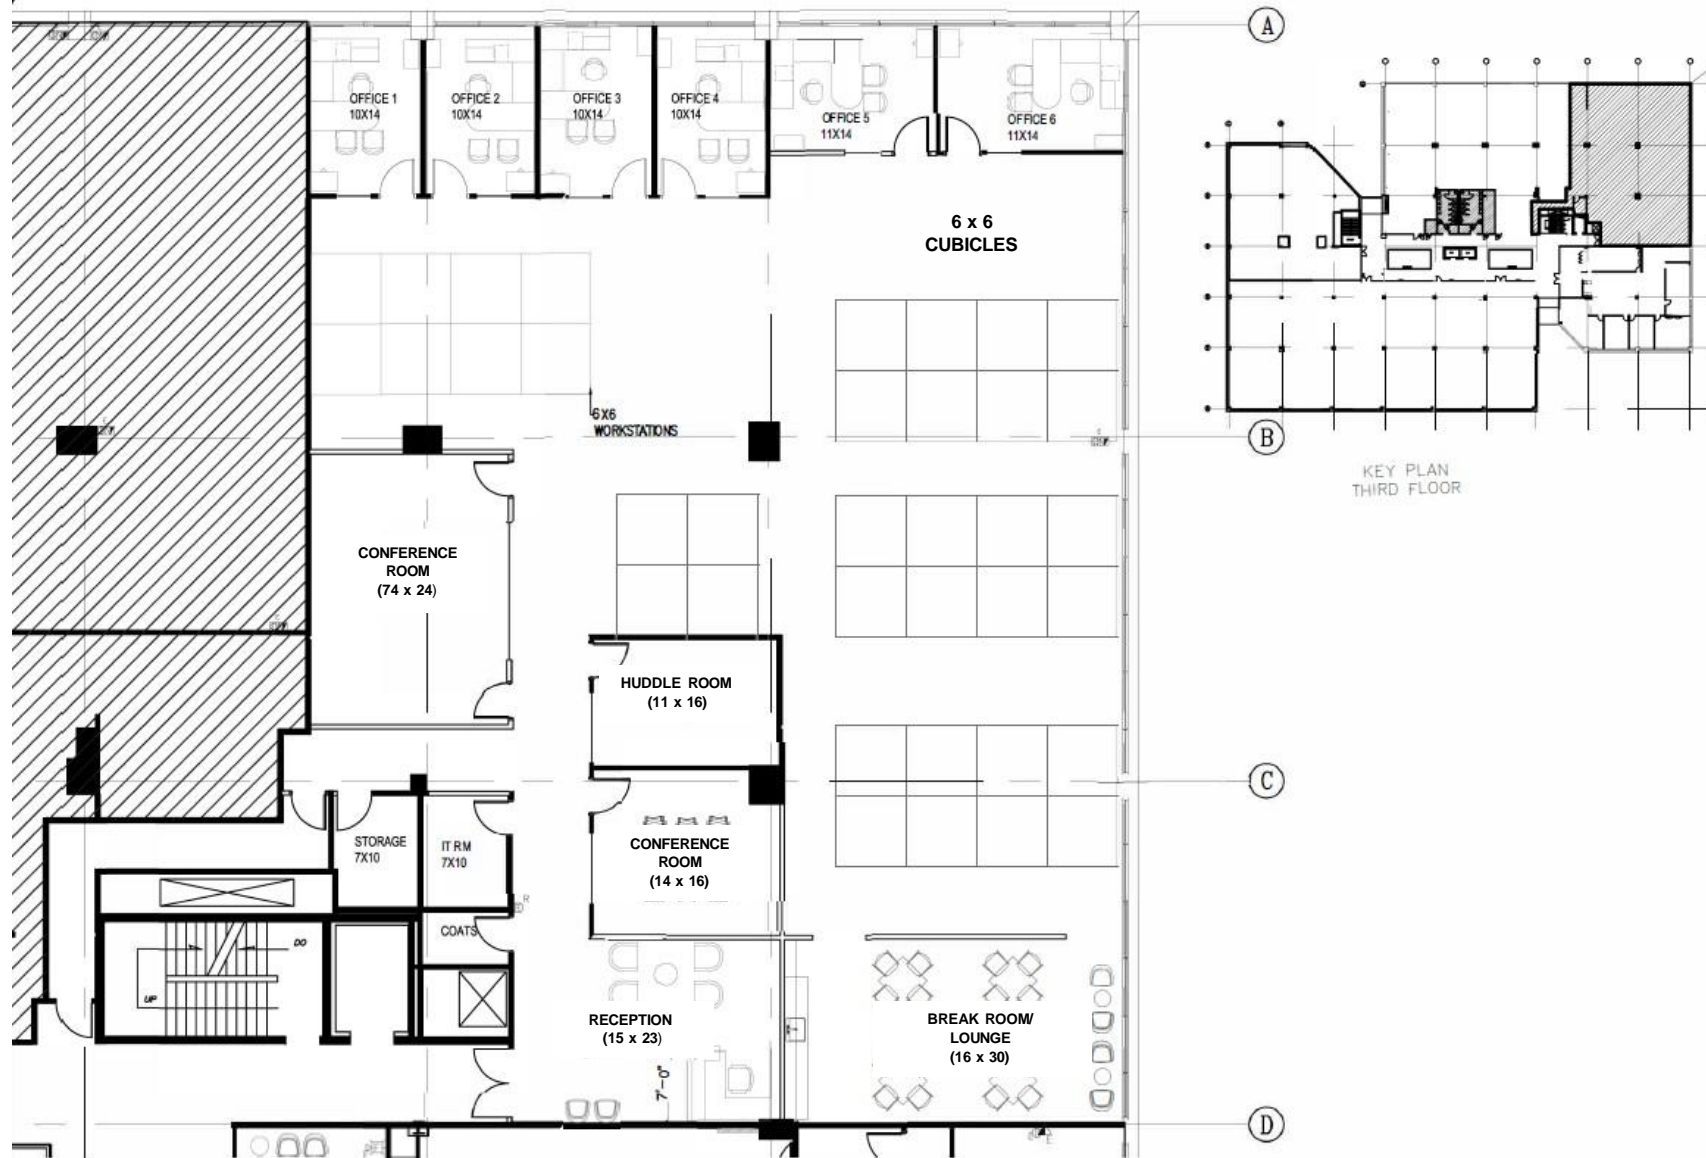 A
OFFICE 1
10X14
OFFICE 2
10X14
OFFICE 3
10X14
OFFICE 4
10X14
OFFICE 5
11X14
OFFICE 6
11X14
6 x 6
CUBICLES
6X6
WORKSTATIONS
B
KEY PLAN
THIRD FLOOR
CONFERENCE
ROOM
(74 x 24)
HUDDLE ROOM
(11 x 16)
C
STORAGE
7X10
IT RM
7X10
CONFERENCE
ROOM
(14 x 16)
R
COATS
DO
UP
RECEPTION
(15 x 23)
BREAK ROOM/
LOUNGE
(16 x 30)
7'-0"
D
E